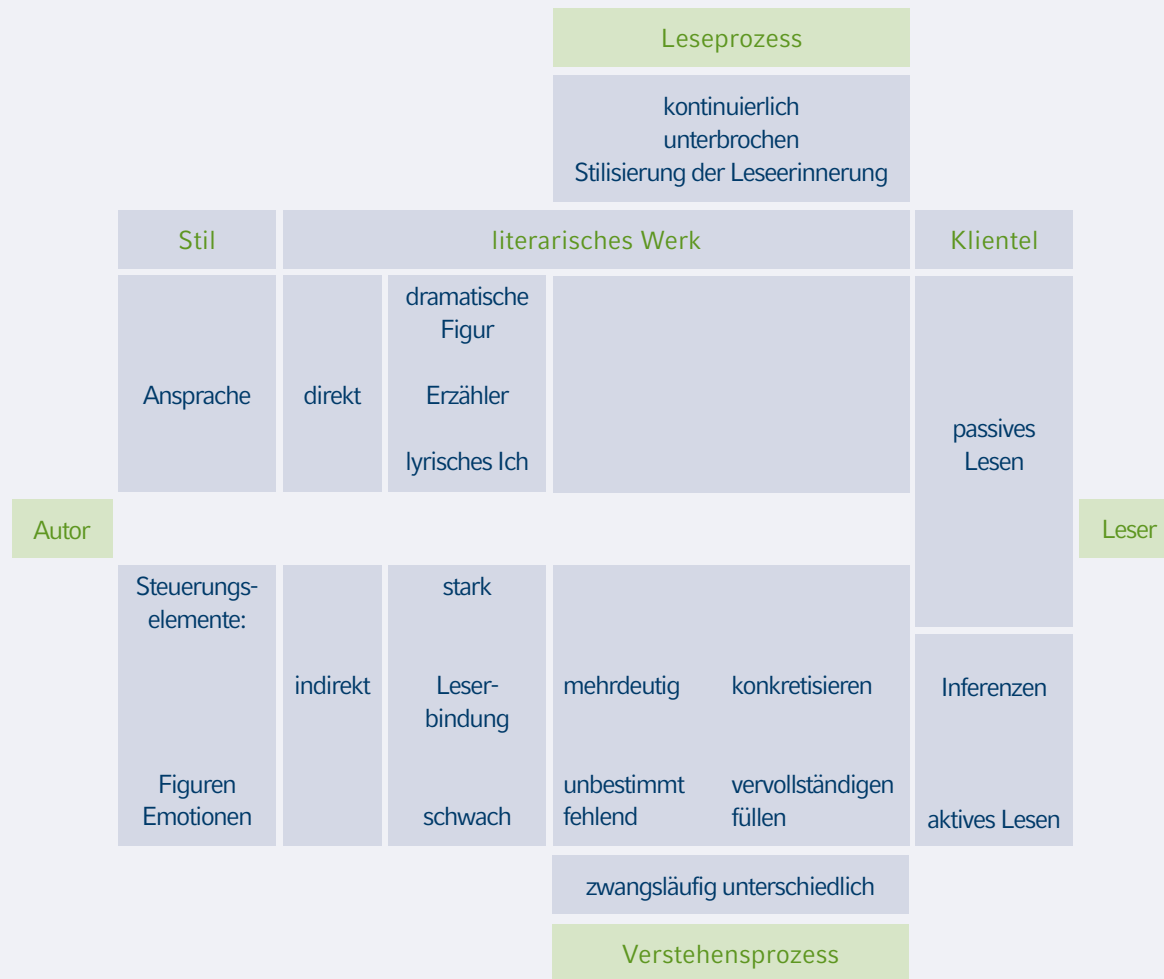 Leseprozess
kontinuierlich
unterbrochen
Stilisierung der Leseerinnerung
Stil
literarisches Werk
Klientel
Ansprache
direkt
dramatische
Figur
Erzähler
lyrisches Ich
passives
Lesen
Autor
Leser
Steuerungs-
elemente:
Figuren
Emotionen
indirekt
stark
Leser-
bindung
schwach
mehrdeutig
konkretisieren
unbestimmt
fehlend
vervollständigen
füllen
Inferenzen
aktives Lesen
zwangsläufig unterschiedlich
Verstehensprozess